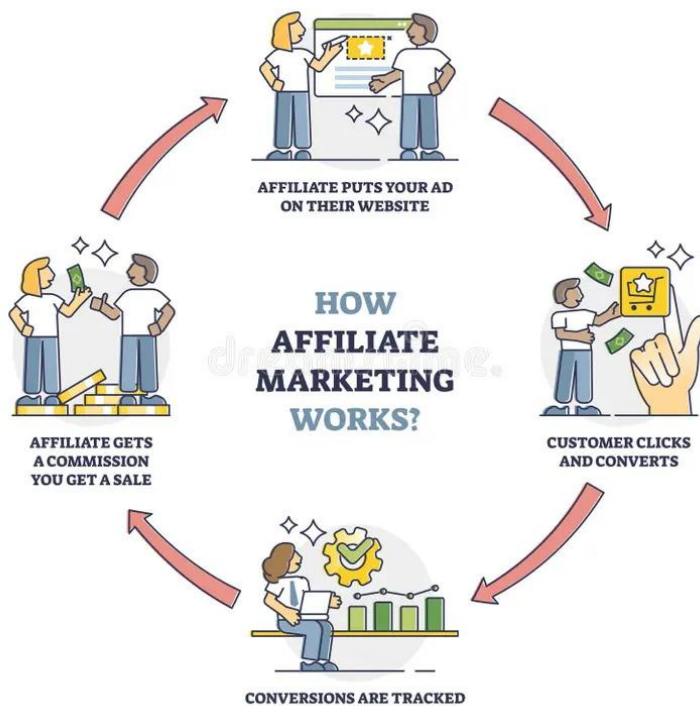 AFFILIATE PUTS YOUR AD
ON THEIR WEBSITE
HOW
AFFILIATE
MARKETING
WORKS?
CUSTOMER CLICKS
AND CONVERTS
AFFILIATE GETS
A COMMISSION
YOU GET A SALE
CONVERSIONS ARE TRACKED